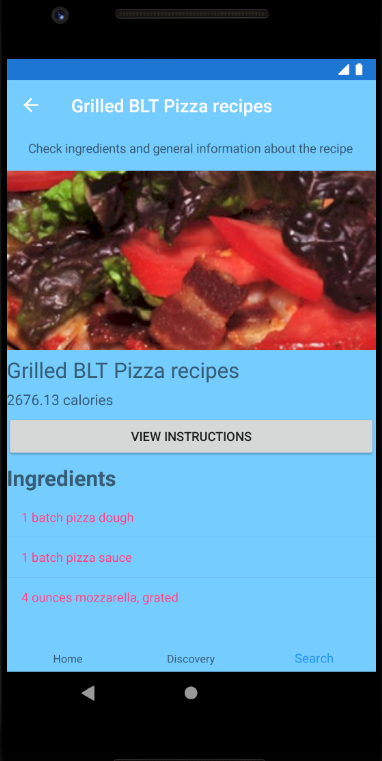 Grilled BLT Pizza recipes
Check ingredients and general information about the recipe
Grilled BLT Pizza recipes
2676.13 calories
VIEW INSTRUCTIONS
Ingredients
1 batch pizza dough
1 batch pizza sauce
4 ounces mozzarella, grated
Home Discovery Search